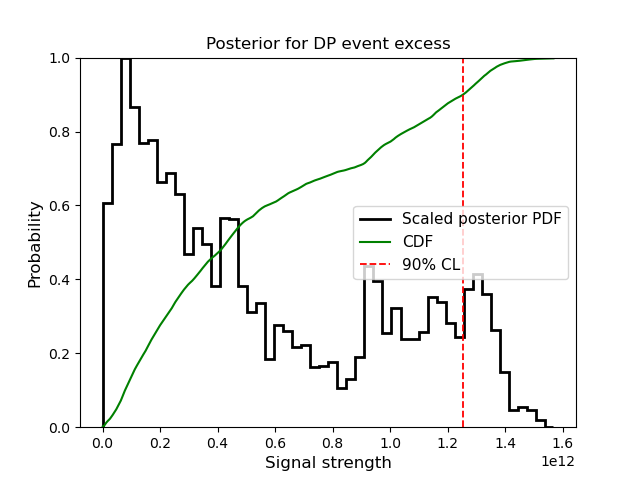 Posterior for DP event excess
Probability
1.0
0.8
0.6
0.4
0.2
0.0
Scaled posterior PDF
CDF
90% CL
0.0 0.2 0.4 0.6 0.8 1.0 1.2 1.4 1.6
1e12
Signal strength